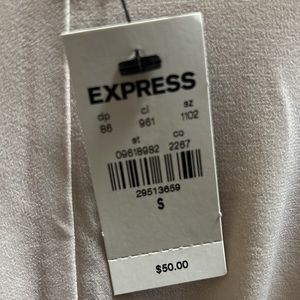 EXPRESS
dp cl sz
86 961 1102
st co
09618982 2267
29513659
S
$50.00